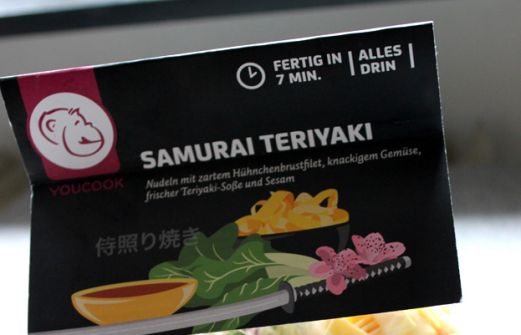 FERTIG IN
7 MIN.
ALLES
DRIN
YOUCOOK
SAMURAI TERIYAKI
Nudeln mit zartem Hühnchenbrustfilet, knackigem Gemüse,
frischer Teriyaki-Soße und Sesam
侍照り焼き